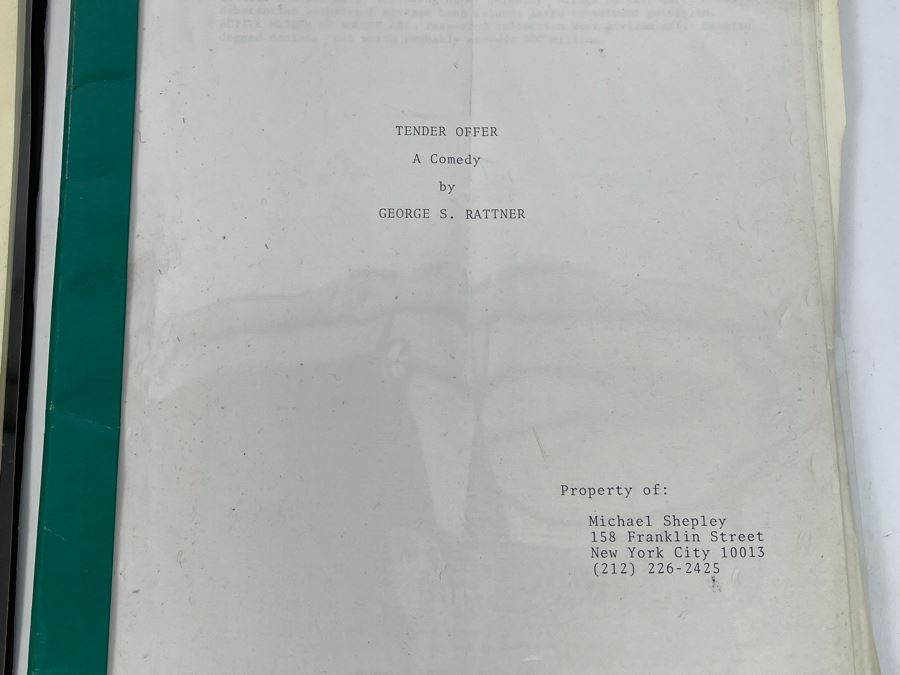 TENDER OFFER
A Comedy
by
GEORGE S. RATTNER
Property of:
Michael Shepley
158 Franklin Street
New York City 10013
(212) 226-2425